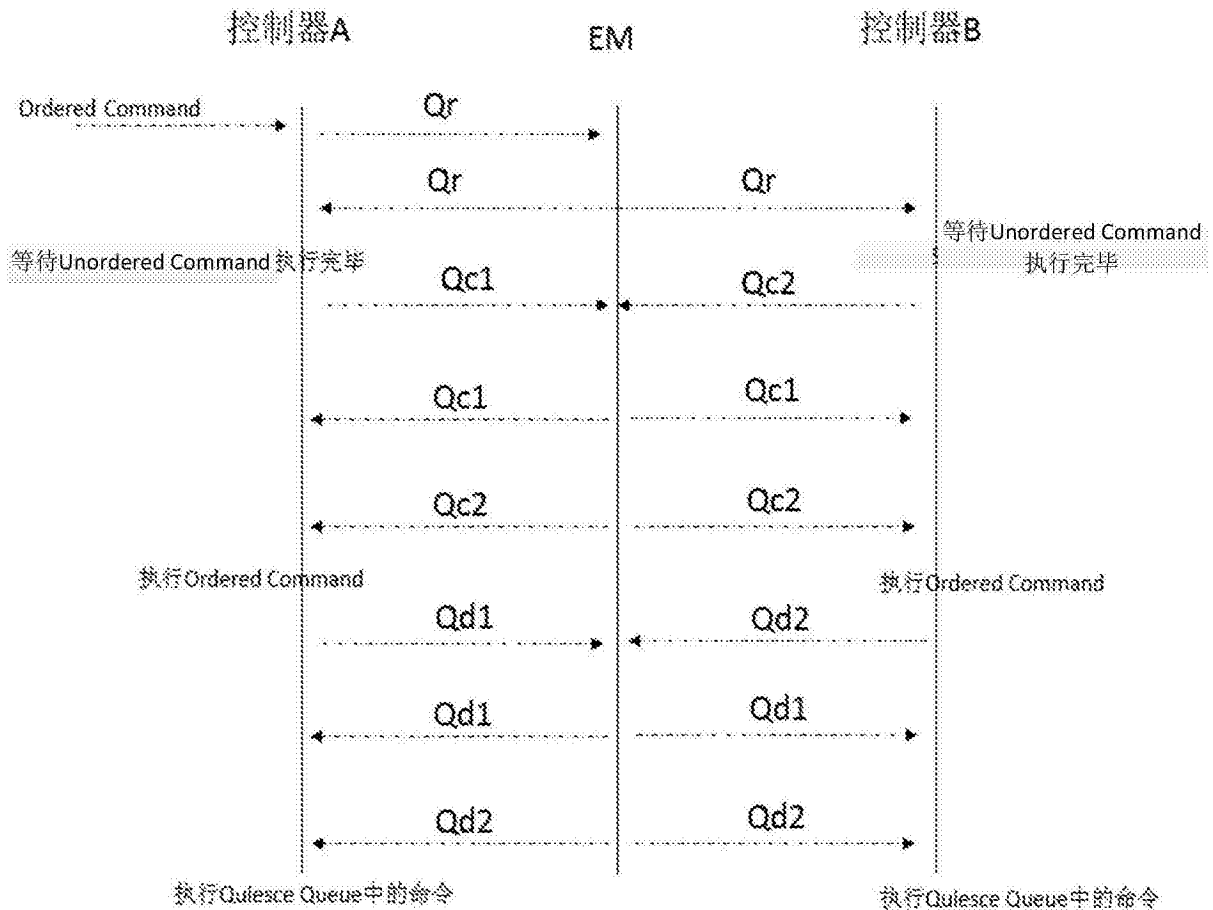 控制器A
EM
控制器B
Ordered Command
Qr
Qr
Qr
等待Unordered Command
执行完毕
等待Unordered Command 执行完毕
Qc1
Qc2
Qc1
Qc1
Qc2
Qc2
执行Ordered Command
执行Ordered Command
Qd1
Qd2
Qd1
Qd1
Qd2
Qd2
执行Quiesce Queue中的命令
执行Quiesce Queue中的命令